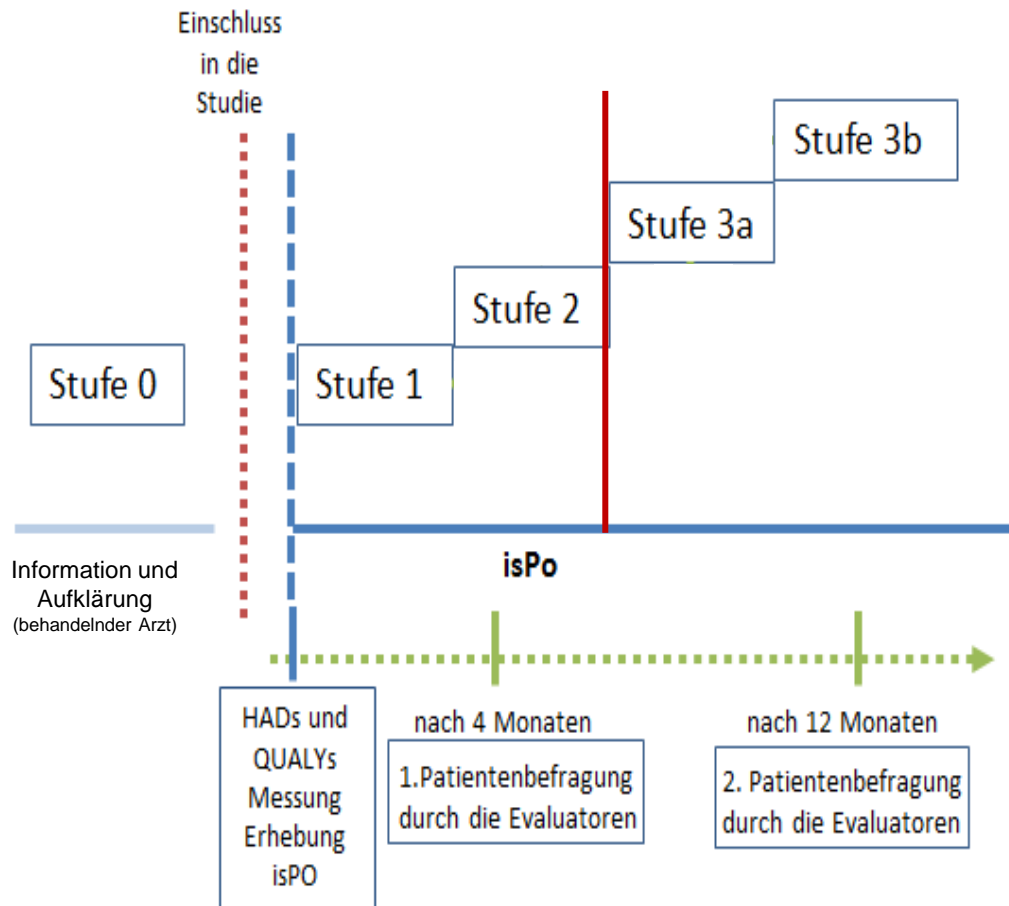 Einschluss
in die
Studie
Stufe 3b
Stufe 3a
Stufe 2
Stufe 0
Stufe 1
Information und
Aufklärung
(behandelnder Arzt)
isPo
HADs und
QUALYs
Messung
Erhebung
isPO
nach 4 Monaten
1.Patientenbefragung
durch die Evaluatoren
nach 12 Monaten
2. Patientenbefragung
durch die Evaluatoren